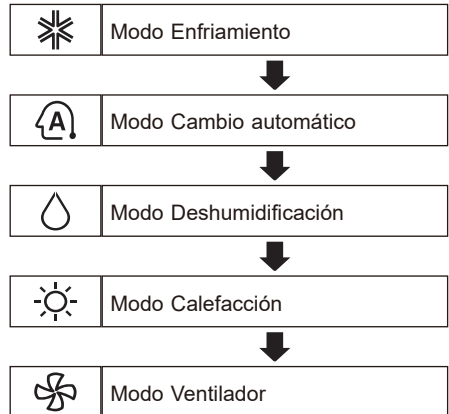 Modo Enfriamiento
A
Modo Cambio automático
Modo Deshumidificación
Modo Calefacción
Modo Ventilador